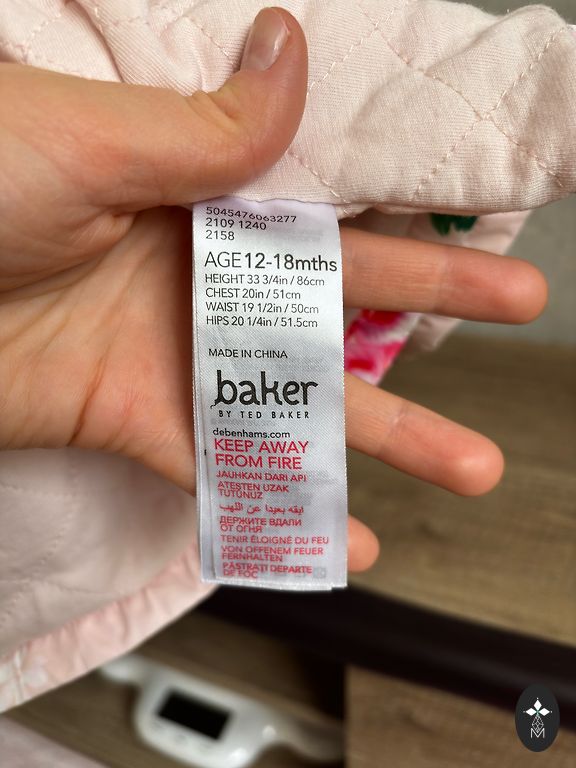 5045476063277
2109 1240
2158
AGE 12-18mths
HEIGHT 33 3/4in / 86cm
CHEST 20in / 51cm
WAIST 19 1/2in / 50cm
HIPS 20 1/4in / 51.5cm
MADE IN CHINA
baker
BY TED BAKER
debenhams.com
KEEP AWAY
FROM FIRE
JAUHKAN DARI API
ATEŞTEN UZAK
TUTUNUZ
ابقه بعيدا عن اللهب
ДЕРЖИТЕ ВДАЛИ
ОТ ОГНЯ
TENIR ÉLOIGNÉ DU FEU
VON OFFENEM FEUER
FERNHALTEN
PĂSTRAȚI DEPARTE
DE FOC
M